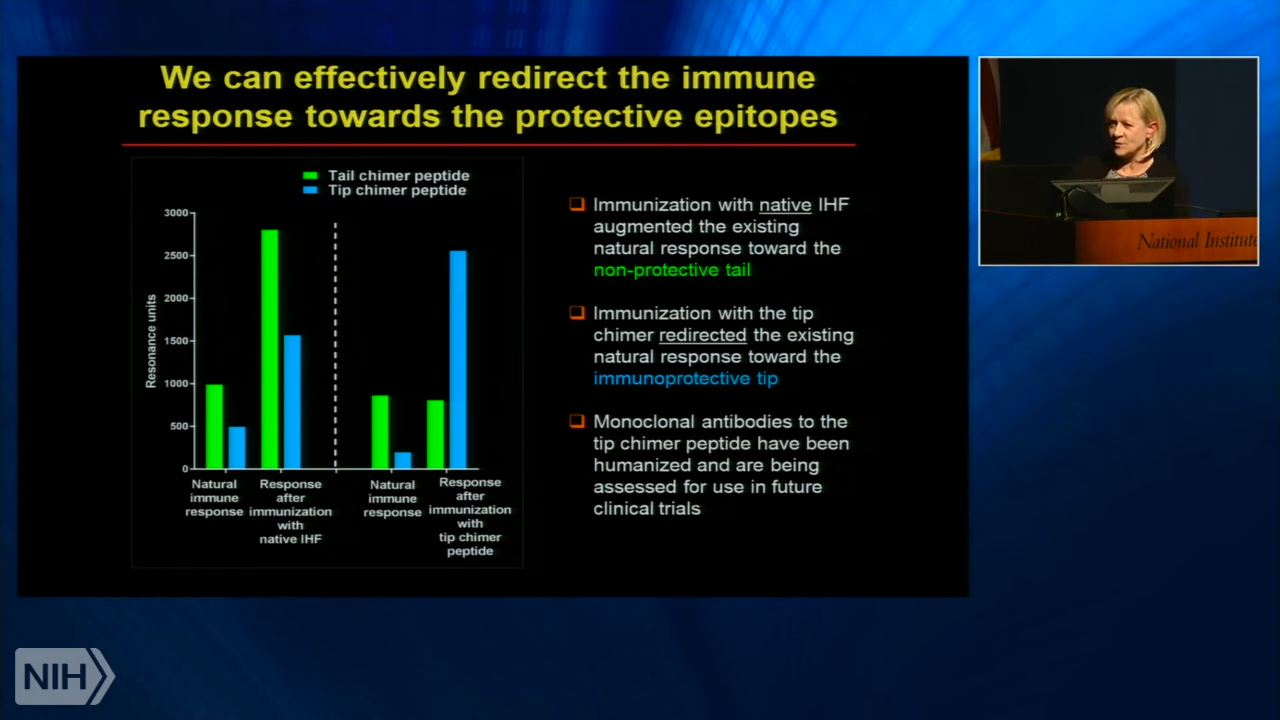 We can effectively redirect the immune
response towards the protective epitopes
Tail chimer peptide
Tip chimer peptide
Resonance units
3000
2500
2000
1500
1000
500
0
Natural
immune
response
Response
after
immunization
with
native IHF
Natural
immune
response
Response
after
immunization
with
tip chimer
peptide
Immunization with native IHF
augmented the existing
natural response toward the
non-protective tail
Immunization with the tip
chimer redirected the existing
natural response toward the
immunoprotective tip
Monoclonal antibodies to the
tip chimer peptide have been
humanized and are being
assessed for use in future
clinical trials
National Institute
NIH